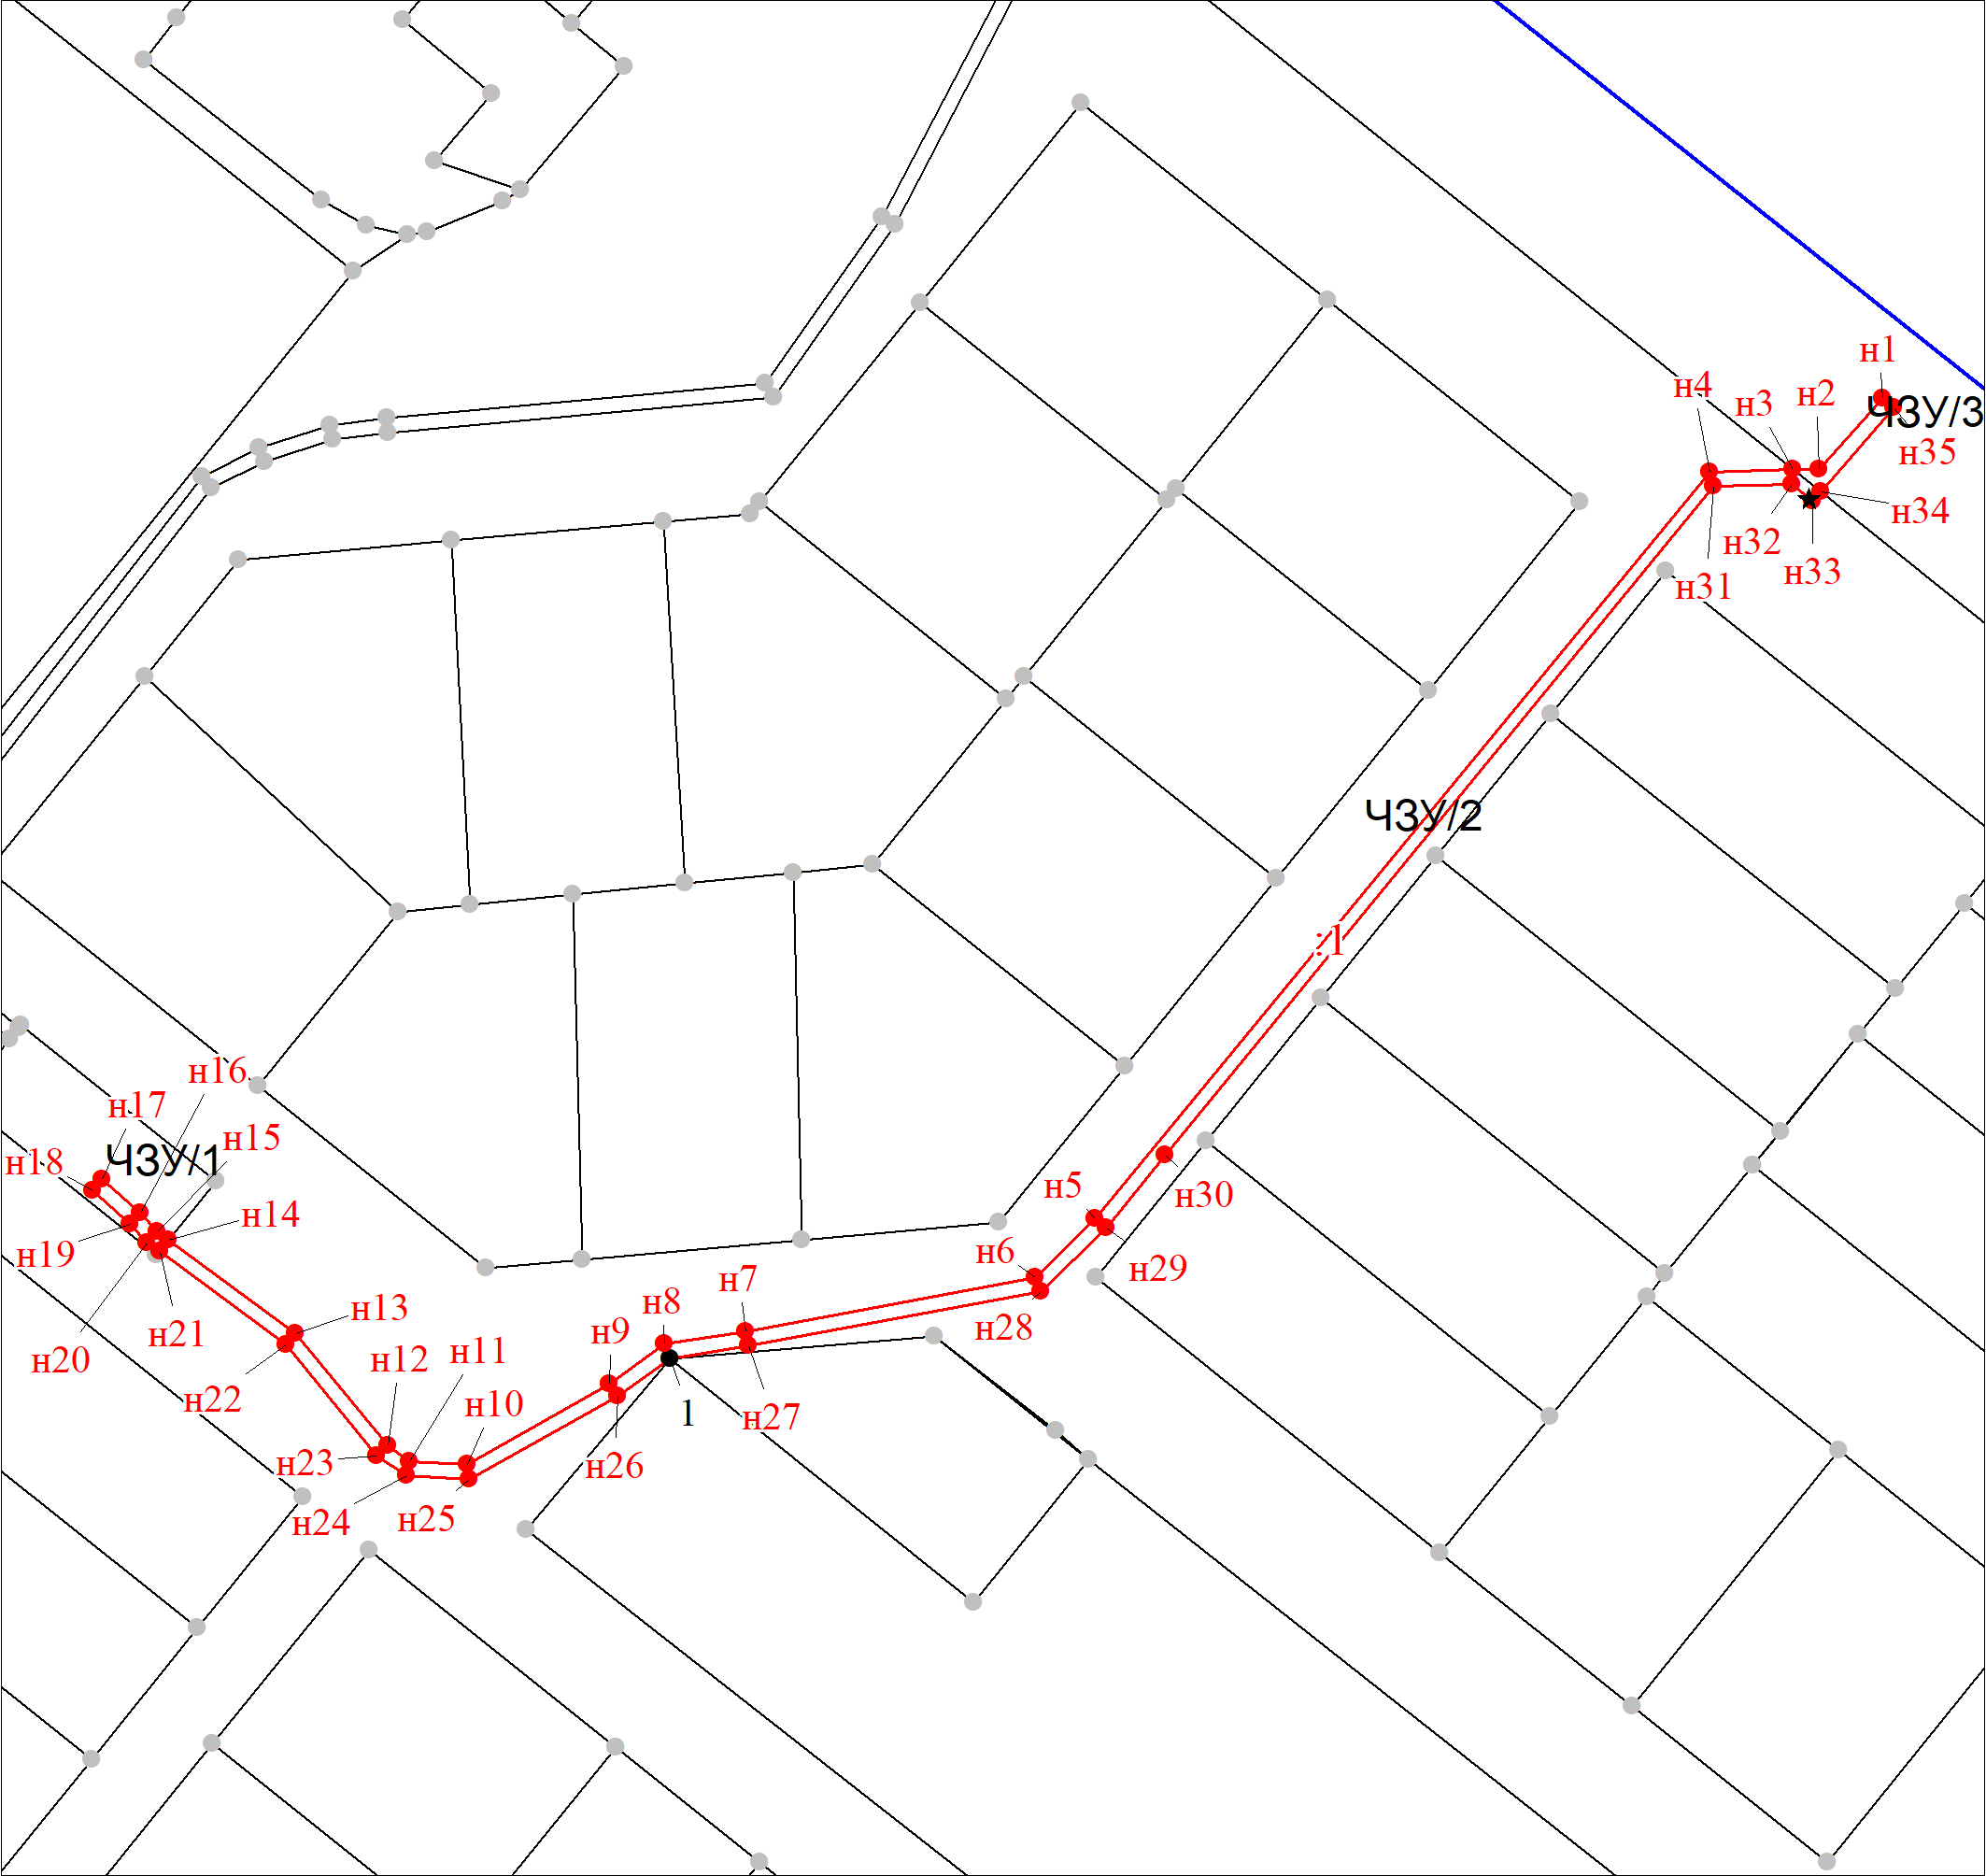 н1
н4
н3
н2
ЧЗУ/3
н35
н34
н32
н33
н31
ЧЗУ/2
:1
н16
н17
н15
ЧЗУ/1
н18
н14
н5
н30
н19
н6
н29
н7
н8
н13
н28
н9
н21
н11
н12
н20
н22
н10
1
н27
н23
н26
н25
н24